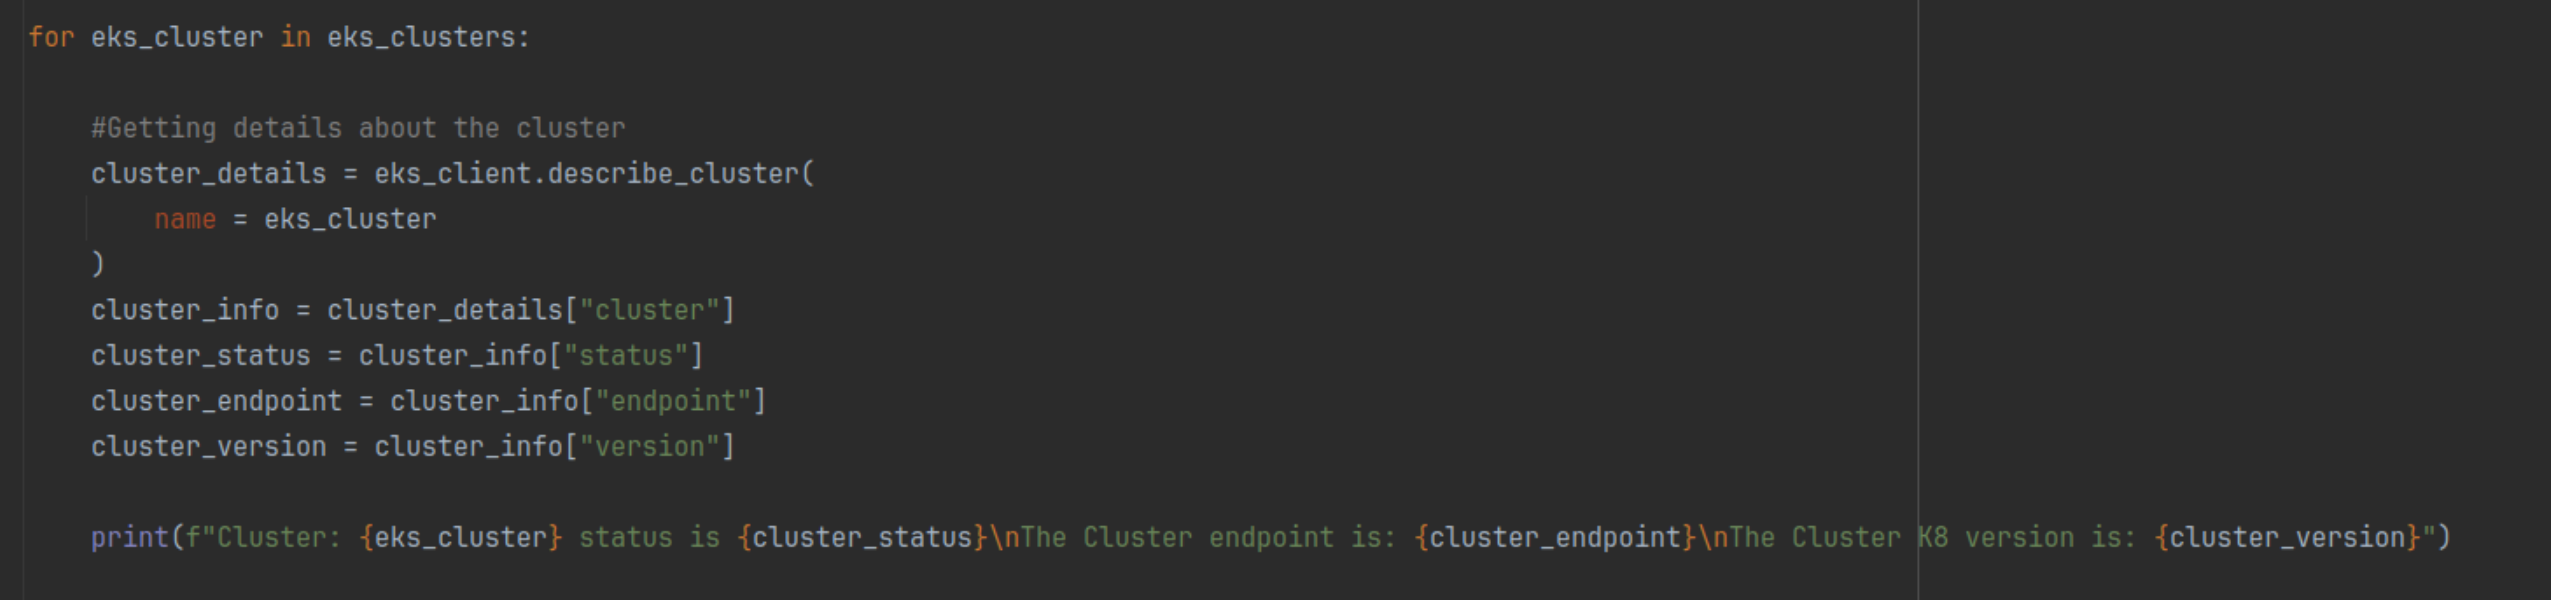 for eks_cluster in eks_clusters:
#Getting details about the cluster
cluster_details = eks_client.describe_cluster(
name = eks_cluster
)
cluster_info = cluster_details["cluster"]
cluster_status = cluster_info["status"]
cluster_endpoint = cluster_info["endpoint"]
cluster_version = cluster_info["version"]
print(f"Cluster: {eks_cluster} status is {cluster_status}\nThe Cluster endpoint is: {cluster_endpoint}\nThe Cluster K8 version is: {cluster_version}")